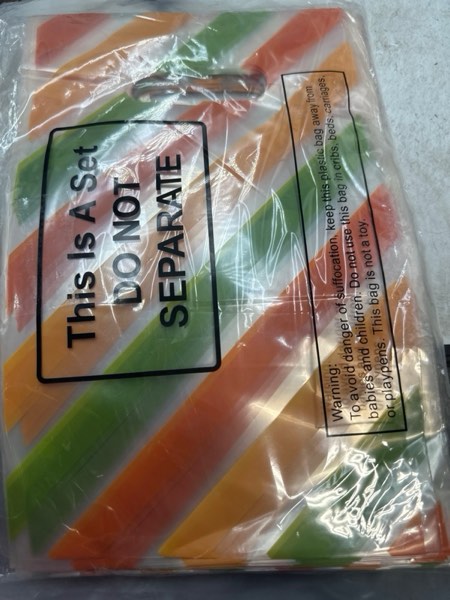 This Is A Set
DO NOT
SEPARATE
Warning:
To avoid danger of suffocation, keep this plastic bag away from
babies and children. Do not use this bag in cribs, beds, carriages,
or playpens. This bag is not a toy.